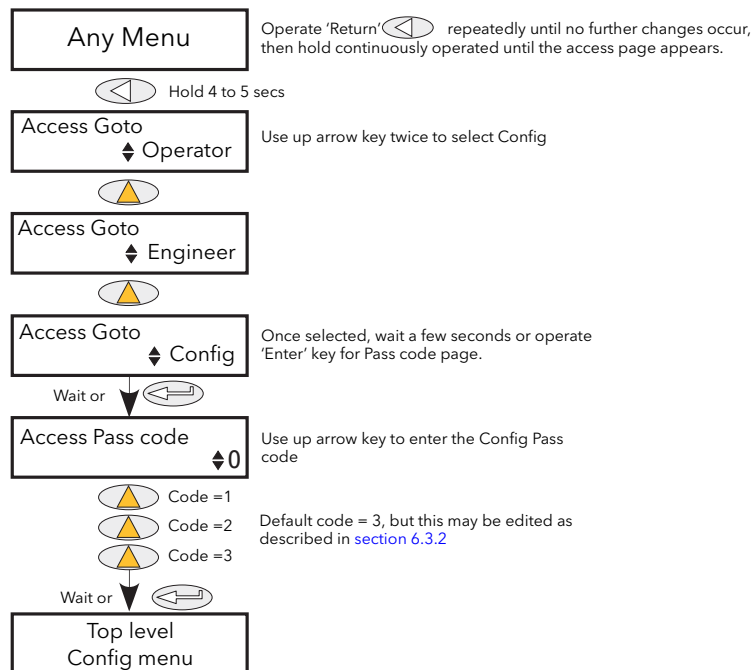 Any Menu
Operate ‘Return’ repeatedly until no further changes occur,
then hold continuously operated until the access page appears.
Hold 4 to 5 secs
Access Goto
Operator
Use up arrow key twice to select Config
Access Goto
Engineer
Access Goto
Config
Once selected, wait a few seconds or operate
‘Enter’ key for Pass code page.
Wait or
Access Pass code
0
Use up arrow key to enter the Config Pass
code
Code =1
Code =2
Code =3
Default code = 3, but this may be edited as
described in section 6.3.2
Wait or
Top level
Config menu